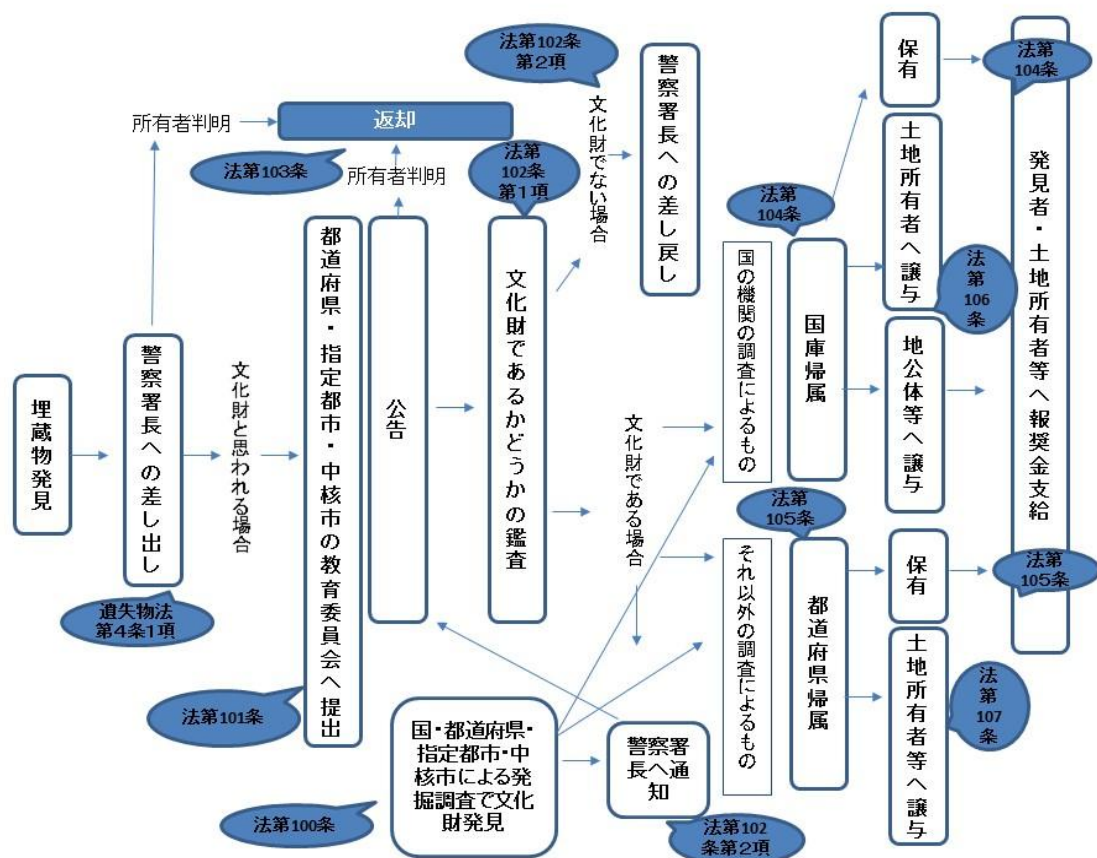 埋蔵物発見
警察署長への差し出し
遺失物法
第4条1項
所有者判明
返却
文化財と思われる場合
都道府県・指定都市・中核市の教育委員会へ提出
法第101条
法第103条
所有者判明
公告
法第
102条
第1項
文化財であるかどうかの鑑査
法第102条
第2項
文化財でない場合
警察署長への差し戻し
文化財である場合
国・都道府県・
指定都市・中
核市による発
掘調査で文化
財発見
法第100条
警察署
長へ通
知
法第102
条第2項
国の機関の調査によるもの
法第
104条
国庫帰属
それ以外の調査によるもの
法第
105条
都道府県帰属
保有
土地所有者へ譲与
法
第
106
条
地公体等へ譲与
保有
土地所有者等へ譲与
法
第
107
条
法第
104条
発見者・土地所有者等へ報奨金支給
法第
105条